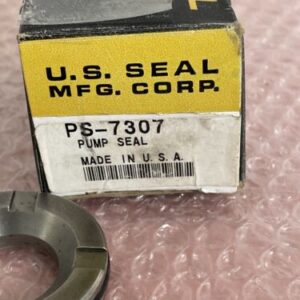 U.S. SEAL
MFG. CORP.
PS-7307
PUMP SEAL
MADE IN U.S.A.